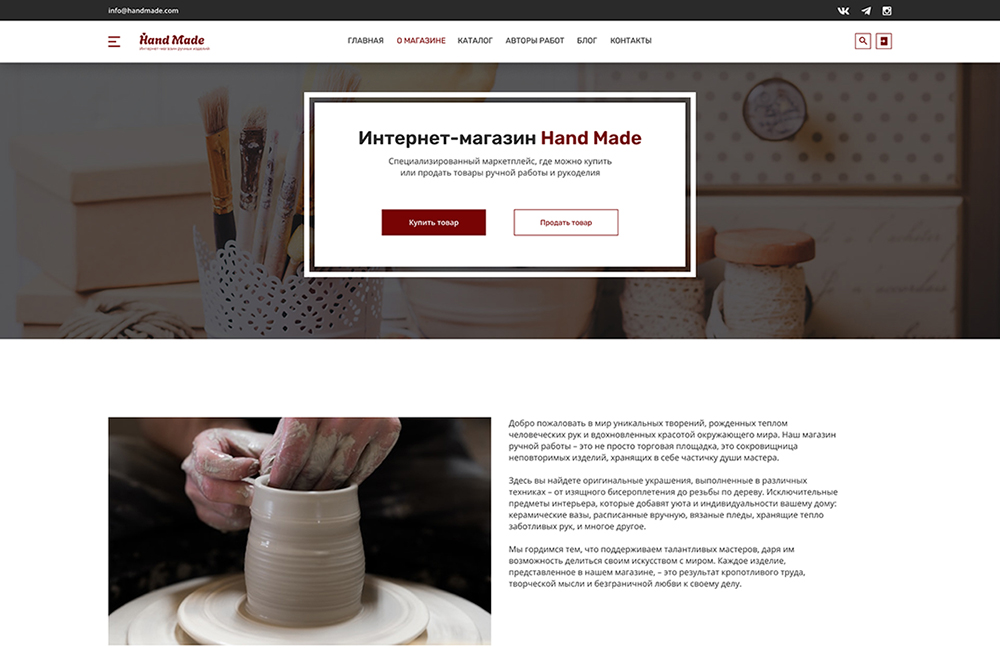 info@handmade.com
Hand Made
Интернет-магазин ручных изделий
ГЛАВНАЯ О МАГАЗИНЕ КАТАЛОГ АВТОРЫ РАБОТ БЛОГ КОНТАКТЫ
Интернет-магазин Hand Made
Специализированный маркетплейс, где можно купить
или продать товары ручной работы и рукоделия
Купить товар Продать товар
Добро пожаловать в мир уникальных творений, рожденных теплом
человеческих рук и вдохновленных красотой окружающего мира. Наш магазин
ручной работы – это не просто торговая площадка, это сокровищница
неповторимых изделий, хранящих в себе частичку души мастера.
Здесь вы найдете оригинальные украшения, выполненные в различных
техниках – от изящного бисероплетения до резьбы по дереву. Исключительные
предметы интерьера, которые добавят уюта и индивидуальности вашему дому:
керамические вазы, расписанные вручную, вязаные пледы, хранящие тепло
заботливых рук, и многое другое.
Мы гордимся тем, что поддерживаем талантливых мастеров, даря им
возможность делиться своим искусством с миром. Каждое изделие,
представленное в нашем магазине, – это результат кропотливого труда,
творческой мысли и безграничной любви к своему делу.